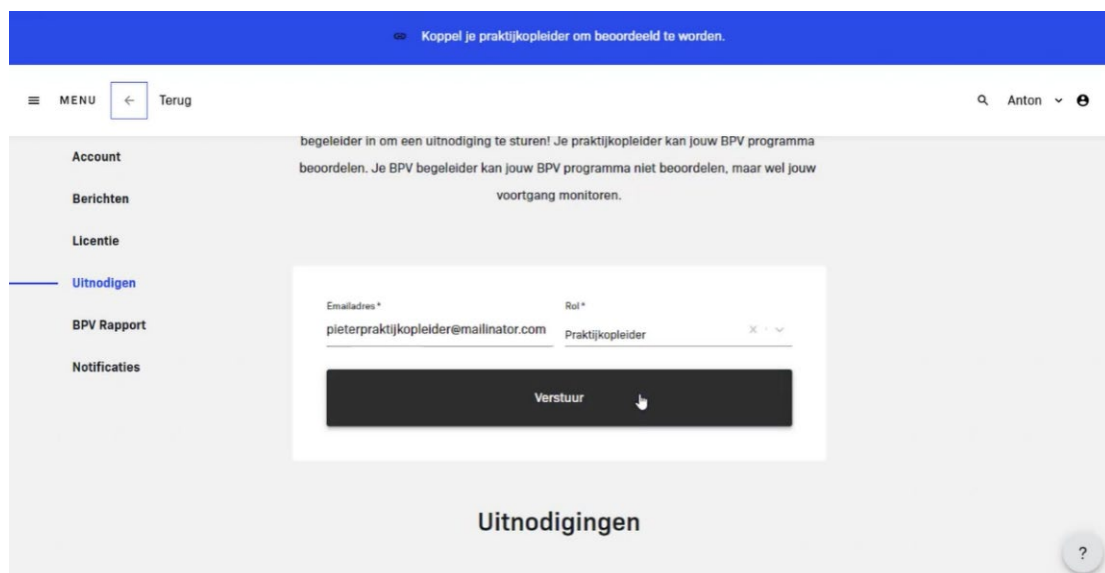 Koppel je praktijkopleider om beoordeeld te worden.
MENU
Terug
Anton
begeleider in om een uitnodiging te sturen! Je praktijkopleider kan jouw BPV programma
beoordelen. Je BPV begeleider kan jouw BPV programma niet beoordelen, maar wel jouw
voortgang monitoren.
Account
Berichten
Licentie
Uitnodigen
BPV Rapport
Notificaties
Emailadres*
pieterpraktijkopleider@mailinator.com
Rol*
Praktijkopleider
Verstuur
Uitnodigingen
?